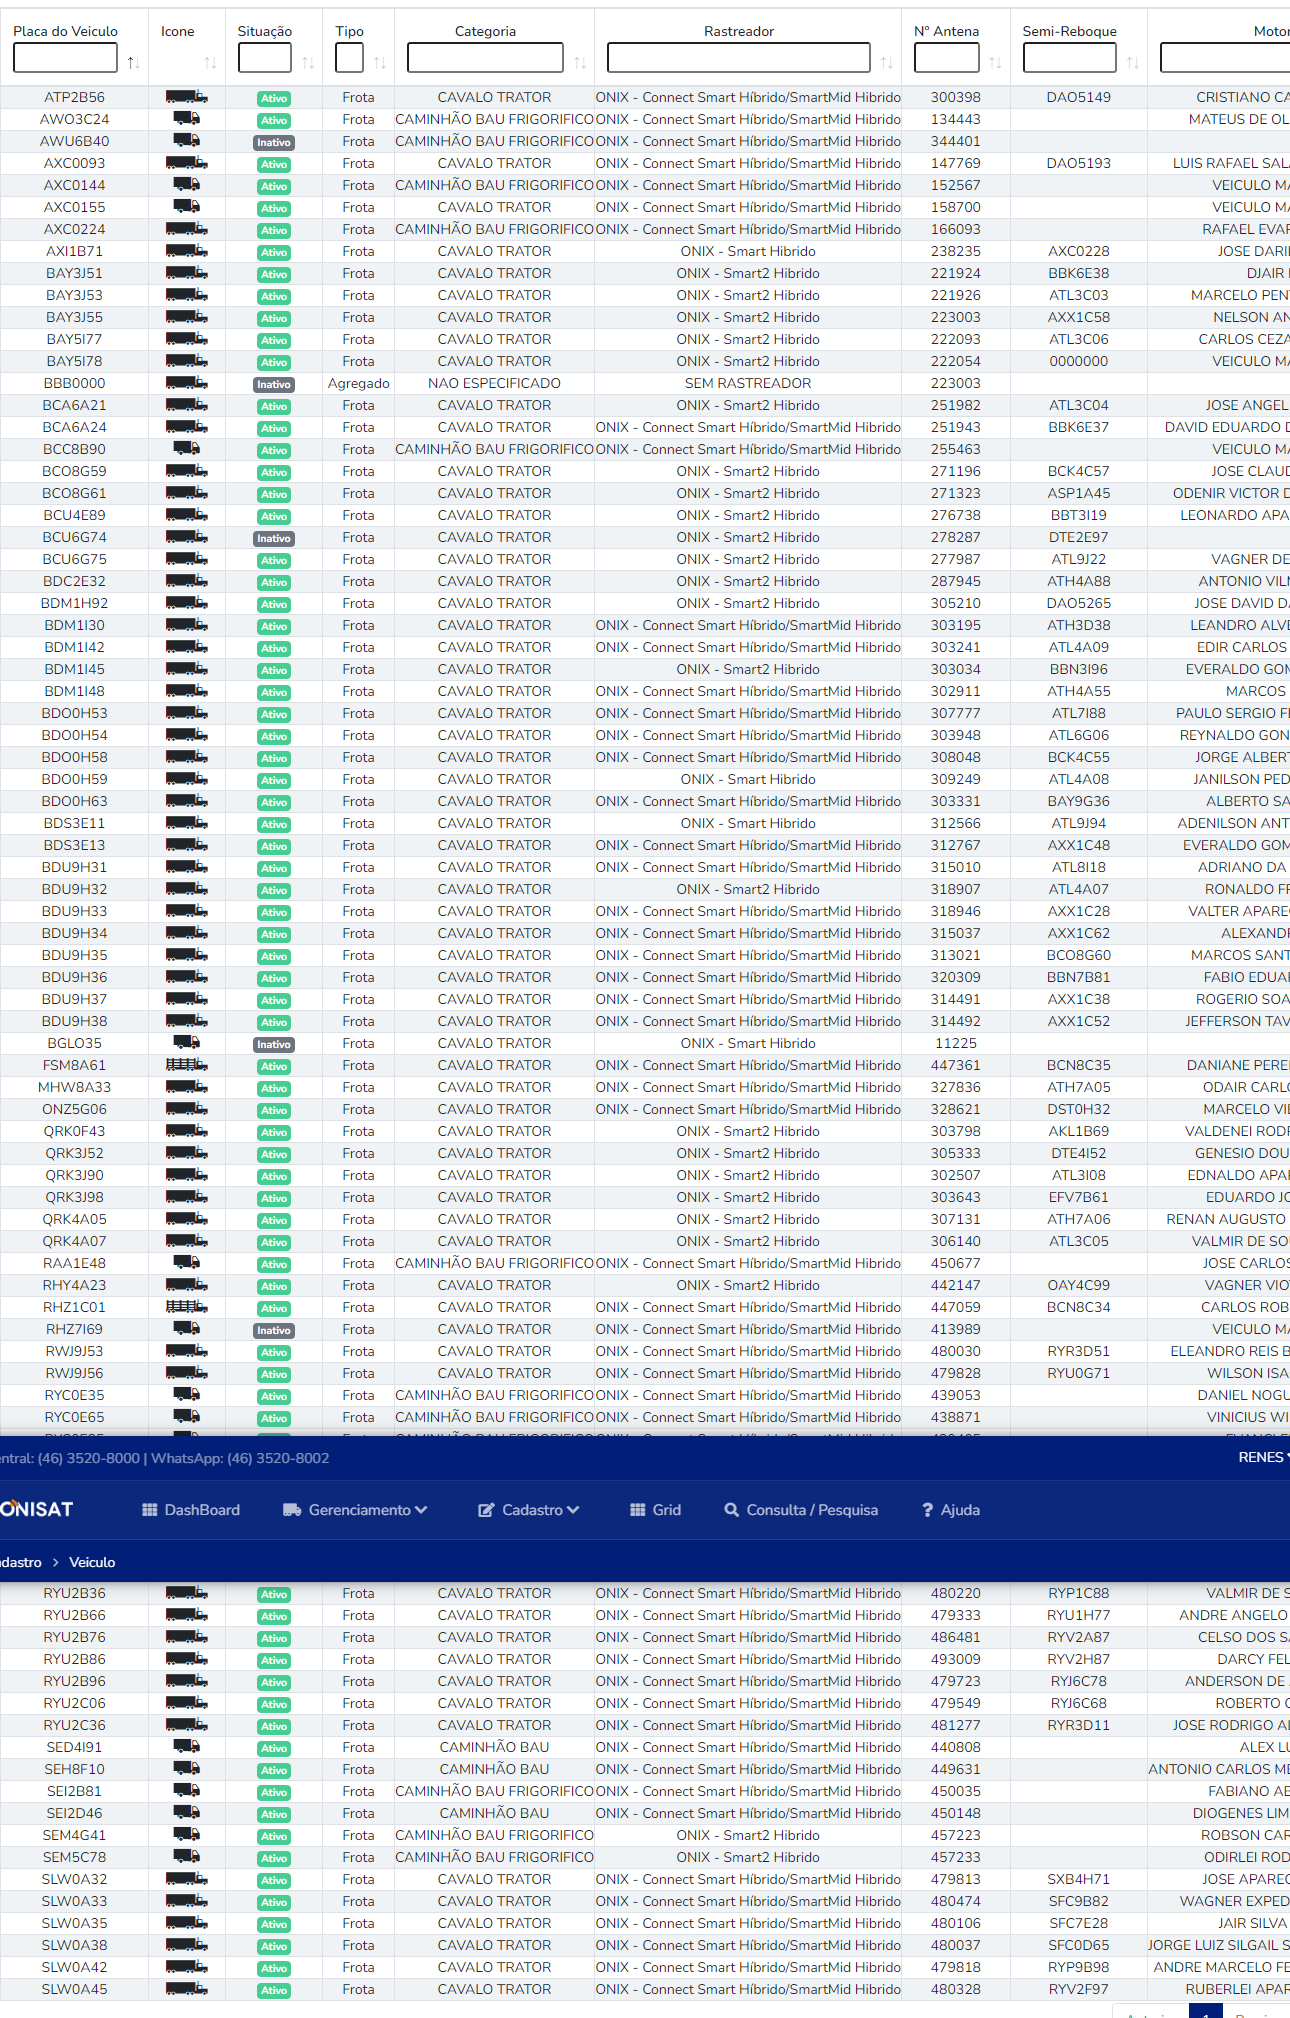 Placa do Veiculo Icone Situação Tipo Categoria Rastreador Nº Antena Semi-Reboque Motor
ATP2B56 Ativo Frota CAVALO TRATOR ONIX - Connect Smart Híbrido/SmartMid Hibrido 300398 DAO5149 CRISTIANO CA
AWO3C24 Ativo Frota CAMINHÃO BAU FRIGORIFICO ONIX - Connect Smart Híbrido/SmartMid Hibrido 134443 MATEUS DE OL
AWU6B40 Inativo Frota CAMINHÃO BAU FRIGORIFICO ONIX - Connect Smart Híbrido/SmartMid Hibrido 344401
AXC0093 Ativo Frota CAVALO TRATOR ONIX - Connect Smart Híbrido/SmartMid Hibrido 147769 DAO5193 LUIS RAFAEL SAL
AXC0144 Ativo Frota CAMINHÃO BAU FRIGORIFICO ONIX - Connect Smart Híbrido/SmartMid Hibrido 152567 VEICULO MA
AXC0155 Ativo Frota CAVALO TRATOR ONIX - Connect Smart Híbrido/SmartMid Hibrido 158700 VEICULO MA
AXC0224 Ativo Frota CAMINHÃO BAU FRIGORIFICO ONIX - Connect Smart Híbrido/SmartMid Hibrido 166093 RAFAEL EVAR
AXI1B71 Ativo Frota CAVALO TRATOR ONIX - Smart Hibrido 238235 AXC0228 JOSE DARI
BAY3J51 Ativo Frota CAVALO TRATOR ONIX - Smart2 Hibrido 221924 BBK6E38 DJAIR
BAY3J53 Ativo Frota CAVALO TRATOR ONIX - Smart2 Hibrido 221926 ATL3C03 MARCELO PEN
BAY3J55 Ativo Frota CAVALO TRATOR ONIX - Smart2 Hibrido 223003 AXX1C58 NELSON AN
BAY5I77 Ativo Frota CAVALO TRATOR ONIX - Smart2 Hibrido 222093 ATL3C06 CARLOS CEZA
BAY5I78 Ativo Frota CAVALO TRATOR ONIX - Smart2 Hibrido 222054 0000000 VEICULO MA
BBB0000 Inativo Agregado NAO ESPECIFICADO SEM RASTREADOR 223003
BCA6A21 Ativo Frota CAVALO TRATOR ONIX - Smart2 Hibrido 251982 ATL3C04 JOSE ANGEL
BCA6A24 Ativo Frota CAVALO TRATOR ONIX - Connect Smart Híbrido/SmartMid Hibrido 251943 BBK6E37 DAVID EDUARDO D
BCC8B90 Ativo Frota CAMINHÃO BAU FRIGORIFICO ONIX - Connect Smart Híbrido/SmartMid Hibrido 255463 VEICULO MA
BCO8G59 Ativo Frota CAVALO TRATOR ONIX - Smart2 Hibrido 271196 BCK4C57 JOSE CLAUD
BCO8G61 Ativo Frota CAVALO TRATOR ONIX - Smart2 Hibrido 271323 ASP1A45 ODENIR VICTOR D
BCU4E89 Ativo Frota CAVALO TRATOR ONIX - Smart2 Hibrido 276738 BBT3I19 LEONARDO APA
BCU6G74 Inativo Frota CAVALO TRATOR ONIX - Smart2 Hibrido 278287 DTE2E97
BCU6G75 Ativo Frota CAVALO TRATOR ONIX - Smart2 Hibrido 277987 ATL9J22 VAGNER DE
BDC2E32 Ativo Frota CAVALO TRATOR ONIX - Smart2 Hibrido 287945 ATH4A88 ANTONIO VILM
BDM1H92 Ativo Frota CAVALO TRATOR ONIX - Smart2 Hibrido 305210 DAO5265 JOSE DAVID DA
BDM1I30 Ativo Frota CAVALO TRATOR ONIX - Connect Smart Híbrido/SmartMid Hibrido 303195 ATH3D38 LEANDRO ALVE
BDM1I42 Ativo Frota CAVALO TRATOR ONIX - Connect Smart Híbrido/SmartMid Hibrido 303241 ATL4A09 EDIR CARLOS
BDM1I45 Ativo Frota CAVALO TRATOR ONIX - Smart2 Hibrido 303034 BBN3I96 EVERALDO GOM
BDM1I48 Ativo Frota CAVALO TRATOR ONIX - Connect Smart Híbrido/SmartMid Hibrido 302911 ATH4A55 MARCOS
BDO0H53 Ativo Frota CAVALO TRATOR ONIX - Connect Smart Híbrido/SmartMid Hibrido 307777 ATL7I88 PAULO SERGIO FE
BDO0H54 Ativo Frota CAVALO TRATOR ONIX - Connect Smart Híbrido/SmartMid Hibrido 303948 ATL6G06 REYNALDO GON
BDO0H58 Ativo Frota CAVALO TRATOR ONIX - Connect Smart Híbrido/SmartMid Hibrido 308048 BCK4C55 JORGE ALBERT
BDO0H59 Ativo Frota CAVALO TRATOR ONIX - Smart Hibrido 309249 ATL4A08 JANILSON PED
BDO0H63 Ativo Frota CAVALO TRATOR ONIX - Connect Smart Híbrido/SmartMid Hibrido 303331 BAY9G36 ALBERTO SA
BDS3E11 Ativo Frota CAVALO TRATOR ONIX - Smart Hibrido 312566 ATL9J94 ADENILSON ANT
BDS3E13 Ativo Frota CAVALO TRATOR ONIX - Connect Smart Híbrido/SmartMid Hibrido 312767 AXX1C48 EVERALDO GOM
BDU9H31 Ativo Frota CAVALO TRATOR ONIX - Connect Smart Híbrido/SmartMid Hibrido 315010 ATL8I18 ADRIANO DA
BDU9H32 Ativo Frota CAVALO TRATOR ONIX - Smart2 Hibrido 318907 ATL4A07 RONALDO FR
BDU9H33 Ativo Frota CAVALO TRATOR ONIX - Connect Smart Híbrido/SmartMid Hibrido 318946 AXX1C28 VALTER APARE
BDU9H34 Ativo Frota CAVALO TRATOR ONIX - Connect Smart Híbrido/SmartMid Hibrido 315037 AXX1C62 ALEXAND
BDU9H35 Ativo Frota CAVALO TRATOR ONIX - Connect Smart Híbrido/SmartMid Hibrido 313021 BCO8G60 MARCOS SANT
BDU9H36 Ativo Frota CAVALO TRATOR ONIX - Connect Smart Híbrido/SmartMid Hibrido 320309 BBN7B81 FABIO EDUA
BDU9H37 Ativo Frota CAVALO TRATOR ONIX - Connect Smart Híbrido/SmartMid Hibrido 314491 AXX1C38 ROGERIO SOA
BDU9H38 Ativo Frota CAVALO TRATOR ONIX - Connect Smart Híbrido/SmartMid Hibrido 314492 AXX1C52 JEFFERSON TAV
BGLO35 Inativo Frota CAVALO TRATOR ONIX - Smart Hibrido 11225
FSM8A61 Ativo Frota CAVALO TRATOR ONIX - Connect Smart Híbrido/SmartMid Hibrido 447361 BCN8C35 DANIANE PERE
MHW8A33 Ativo Frota CAVALO TRATOR ONIX - Connect Smart Híbrido/SmartMid Hibrido 327836 ATH7A05 ODAIR CARLO
ONZ5G06 Ativo Frota CAVALO TRATOR ONIX - Connect Smart Híbrido/SmartMid Hibrido 328621 DST0H32 MARCELO VIE
QRK0F43 Ativo Frota CAVALO TRATOR ONIX - Smart2 Hibrido 303798 AKL1B69 VALDENEI RODR
QRK3J52 Ativo Frota CAVALO TRATOR ONIX - Smart2 Hibrido 305333 DTE4I52 GENESIO DOU
QRK3J90 Ativo Frota CAVALO TRATOR ONIX - Smart2 Hibrido 302507 ATL3I08 EDNALDO APA
QRK3J98 Ativo Frota CAVALO TRATOR ONIX - Smart2 Hibrido 303643 EFV7B61 EDUARDO JO
QRK4A05 Ativo Frota CAVALO TRATOR ONIX - Smart2 Hibrido 307131 ATH7A06 RENAN AUGUSTO
QRK4A07 Ativo Frota CAVALO TRATOR ONIX - Smart2 Hibrido 306140 ATL3C05 VALMIR DE SO
RAA1E48 Ativo Frota CAMINHÃO BAU FRIGORIFICO ONIX - Connect Smart Híbrido/SmartMid Hibrido 450677 JOSE CARLOS
RHY4A23 Ativo Frota CAVALO TRATOR ONIX - Smart2 Hibrido 442147 OAY4C99 VAGNER VIO
RHZ1C01 Ativo Frota CAVALO TRATOR ONIX - Connect Smart Híbrido/SmartMid Hibrido 447059 BCN8C34 CARLOS ROB
RHZ7I69 Inativo Frota CAVALO TRATOR ONIX - Connect Smart Híbrido/SmartMid Hibrido 413989 VEICULO MA
RWJ9J53 Ativo Frota CAVALO TRATOR ONIX - Connect Smart Híbrido/SmartMid Hibrido 480030 RYR3D51 ELEANDRO REIS B
RWJ9J56 Ativo Frota CAVALO TRATOR ONIX - Connect Smart Híbrido/SmartMid Hibrido 479828 RYU0G71 WILSON ISA
RYC0E35 Ativo Frota CAMINHÃO BAU FRIGORIFICO ONIX - Connect Smart Híbrido/SmartMid Hibrido 439053 DANIEL NOGU
RYC0E65 Ativo Frota CAMINHÃO BAU FRIGORIFICO ONIX - Connect Smart Híbrido/SmartMid Hibrido 438871 VINICIUS WI
entral: (46) 3520-8000 | WhatsApp: (46) 3520-8002 RENES
ONISAT DashBoard Gerenciamento Cadastro Grid Consulta / Pesquisa ? Ajuda
adastro > Veiculo
RYU2B36 Ativo Frota CAVALO TRATOR ONIX - Connect Smart Híbrido/SmartMid Hibrido 480220 RYP1C88 VALMIR DE S
RYU2B66 Ativo Frota CAVALO TRATOR ONIX - Connect Smart Híbrido/SmartMid Hibrido 479333 RYU1H77 ANDRE ANGELO
RYU2B76 Ativo Frota CAVALO TRATOR ONIX - Connect Smart Híbrido/SmartMid Hibrido 486481 RYV2A87 CELSO DOS SA
RYU2B86 Ativo Frota CAVALO TRATOR ONIX - Connect Smart Híbrido/SmartMid Hibrido 493009 RYV2H87 DARCY FEL
RYU2B96 Ativo Frota CAVALO TRATOR ONIX - Connect Smart Híbrido/SmartMid Hibrido 479723 RYJ6C78 ANDERSON DE
RYU2C06 Ativo Frota CAVALO TRATOR ONIX - Connect Smart Híbrido/SmartMid Hibrido 479549 RYJ6C68 ROBERTO C
RYU2C36 Ativo Frota CAVALO TRATOR ONIX - Connect Smart Híbrido/SmartMid Hibrido 481277 RYR3D11 JOSE RODRIGO AL
SED4I91 Ativo Frota CAMINHÃO BAU ONIX - Connect Smart Híbrido/SmartMid Hibrido 440808 ALEX LU
SEH8F10 Ativo Frota CAMINHÃO BAU ONIX - Connect Smart Híbrido/SmartMid Hibrido 449631 ANTONIO CARLOS ME
SEI2B81 Ativo Frota CAMINHÃO BAU FRIGORIFICO ONIX - Connect Smart Híbrido/SmartMid Hibrido 450035 FABIANO AB
SEI2D46 Ativo Frota CAMINHÃO BAU ONIX - Connect Smart Híbrido/SmartMid Hibrido 450148 DIOGENES LIM
SEM4G41 Ativo Frota CAMINHÃO BAU FRIGORIFICO ONIX - Smart2 Hibrido 457223 ROBSON CAR
SEM5C78 Ativo Frota CAMINHÃO BAU FRIGORIFICO ONIX - Smart2 Hibrido 457233 ODIRLEI ROD
SLW0A32 Ativo Frota CAVALO TRATOR ONIX - Connect Smart Híbrido/SmartMid Hibrido 479813 SXB4H71 JOSE APAREC
SLW0A33 Ativo Frota CAVALO TRATOR ONIX - Connect Smart Híbrido/SmartMid Hibrido 480474 SFC9B82 WAGNER EXPED
SLW0A35 Ativo Frota CAVALO TRATOR ONIX - Connect Smart Híbrido/SmartMid Hibrido 480106 SFC7E28 JAIR SILVA
SLW0A38 Ativo Frota CAVALO TRATOR ONIX - Connect Smart Híbrido/SmartMid Hibrido 480037 SFC0D65 JORGE LUIZ SILGAIL S
SLW0A42 Ativo Frota CAVALO TRATOR ONIX - Connect Smart Híbrido/SmartMid Hibrido 479818 RYP9B98 ANDRE MARCELO FE
SLW0A45 Ativo Frota CAVALO TRATOR ONIX - Connect Smart Híbrido/SmartMid Hibrido 480328 RYV2F97 RUBERLEI APAR